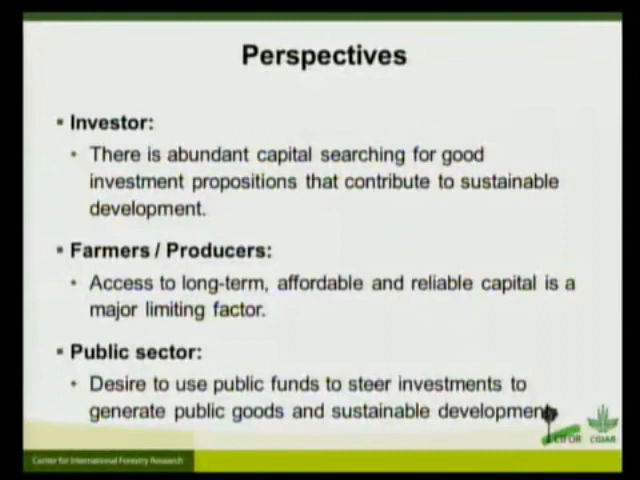 Perspectives
▪ Investor:
• There is abundant capital searching for good
investment propositions that contribute to sustainable
development.
▪ Farmers / Producers:
• Access to long-term, affordable and reliable capital is a
major limiting factor.
▪ Public sector:
• Desire to use public funds to steer investments to
generate public goods and sustainable development.
CIFOR
CGIAR
Center for International Forestry Research